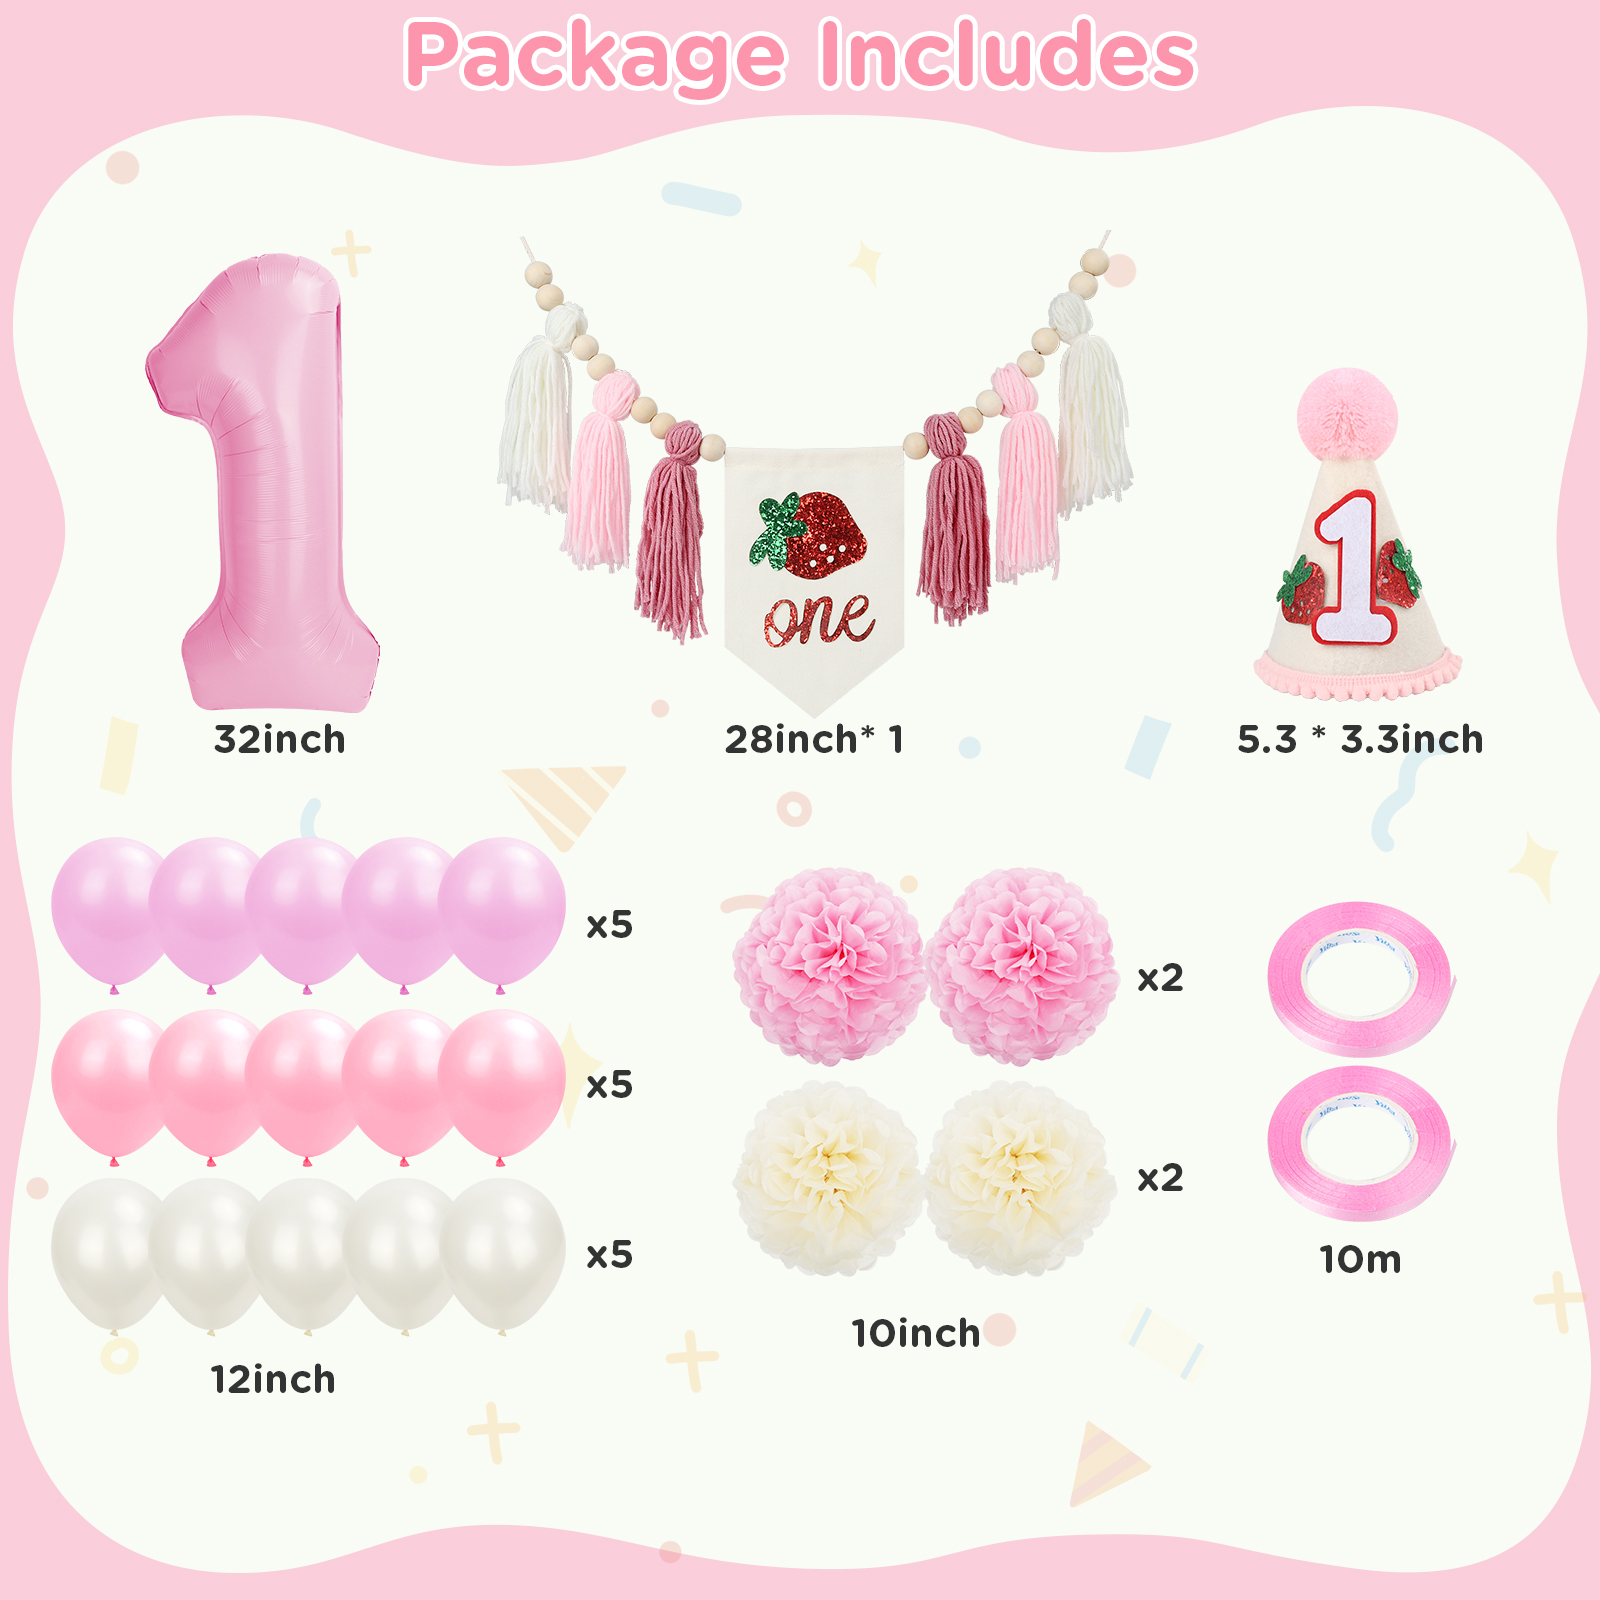 Package Includes
one
1
32inch
28inch* 1
5.3 * 3.3inch
x5
x5
x5
12inch
x2
x2
10inch
10m